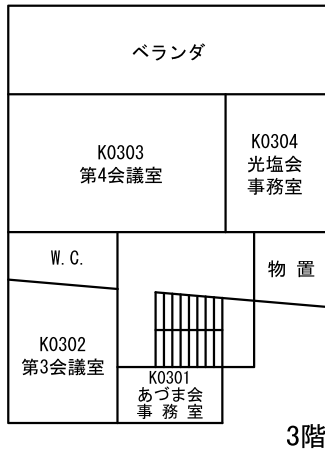 ベランダ
K0303
第4会議室
K0304
光塩会
事務室
W.C.
物 置
K0302
第3会議室
K0301
あづま会
事 務 室
3階